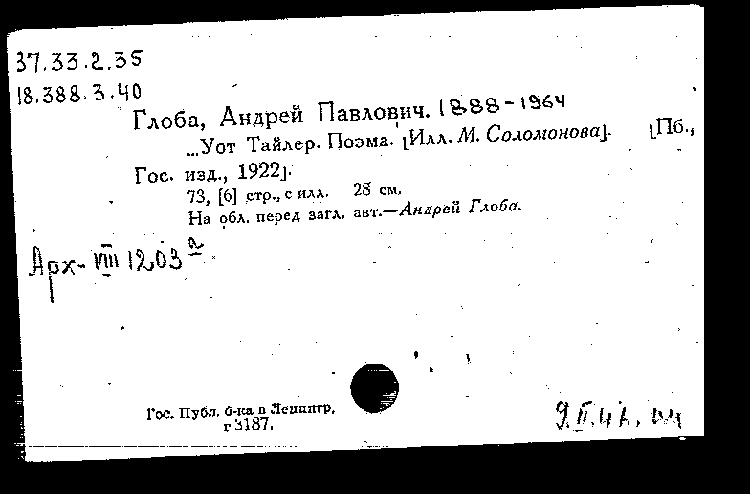 37.33.2.35
18.388.3.40
Глоба, Андрей Павлович. 1888-1964
...Уот Тайлер. Поэма. [Илл. М. Соломонова]. [Пб.,
Гос. изд., 1922].
73, [6] стр., с илл. 28 см.
На обл. перед загл. авт.—Андрей Глоба.
Арх-VIII 1203 а
Гос. Публ. б-ка в Ленингр.
г 3187.